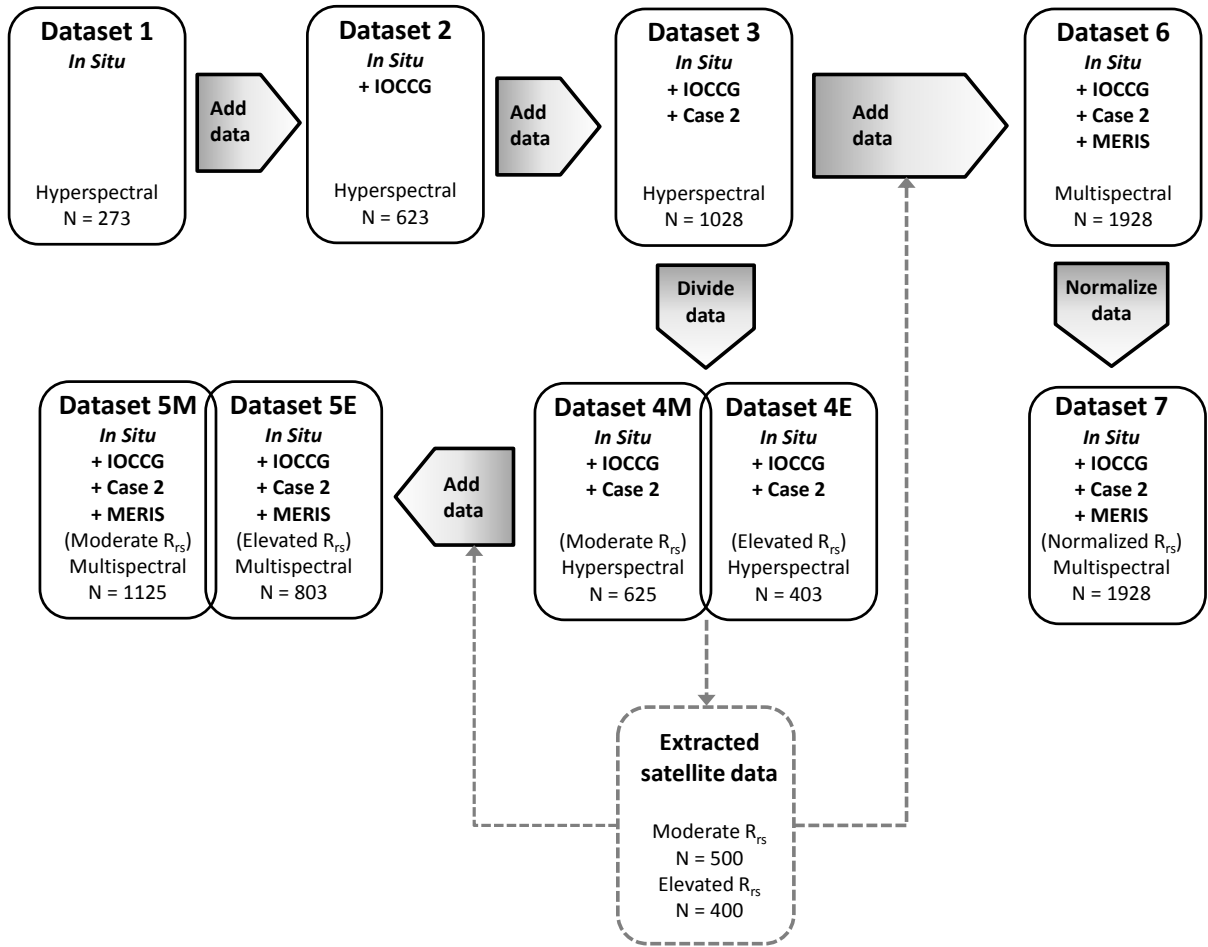 Dataset 1
In Situ
Hyperspectral
N = 273
Add
data
Dataset 2
In Situ
+ IOCCG
Hyperspectral
N = 623
Add
data
Dataset 3
In Situ
+ IOCCG
+ Case 2
Hyperspectral
N = 1028
Add
data
Dataset 6
In Situ
+ IOCCG
+ Case 2
+ MERIS
Multispectral
N = 1928
Divide
data
Normalize
data
Dataset 5M
In Situ
+ IOCCG
+ Case 2
+ MERIS
(Moderate Rrs)
Multispectral
N = 1125
Dataset 5E
In Situ
+ IOCCG
+ Case 2
+ MERIS
(Elevated Rrs)
Multispectral
N = 803
Add
data
Dataset 4M
In Situ
+ IOCCG
+ Case 2
(Moderate Rrs)
Hyperspectral
N = 625
Dataset 4E
In Situ
+ IOCCG
+ Case 2
(Elevated Rrs)
Hyperspectral
N = 403
Dataset 7
In Situ
+ IOCCG
+ Case 2
+ MERIS
(Normalized Rrs)
Multispectral
N = 1928
Extracted
satellite data
Moderate Rrs
N = 500
Elevated Rrs
N = 400